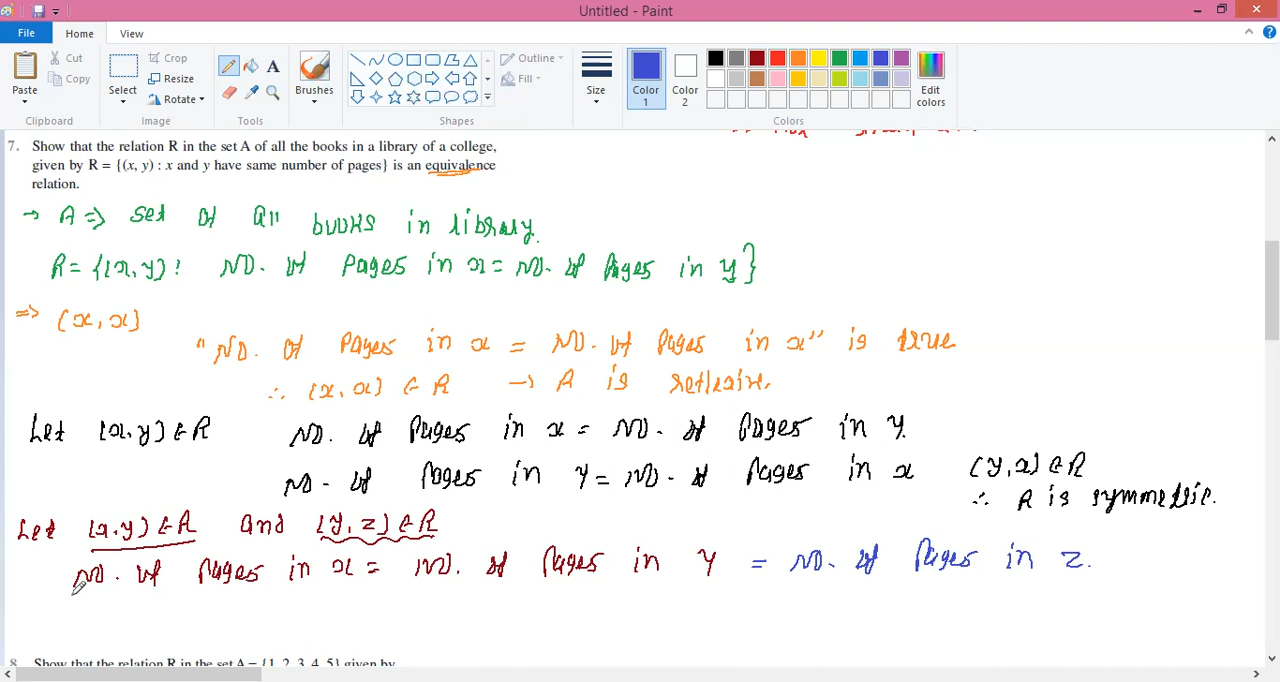 Untitled - Paint
File Home View
Paste
Cut
Copy
Clipboard
Select
Crop
Resize
Rotate
Image
A
Tools
Brushes
Outline
Fill
Shapes
Size
Color 1
Color 2
Edit colors
Colors
7. Show that the relation R in the set A of all the books in a library of a college,
given by R = {(x, y) : x and y have same number of pages} is an equivalence
relation.
→ A => set of all books in library.
R = {(x, y) : NO. of pages in x = NO. of pages in y}
=> (x, x)
"NO. of pages in x = NO. of pages in x" is true
∴ (x, x) ∈ R → R is reflexive.
Let (x, y) ∈ R NO. of pages in x = NO. of pages in y.
NO. of pages in y = NO. of pages in x (y, x) ∈ R
∴ R is symmetric.
Let (x, y) ∈ R and (y, z) ∈ R
NO. of pages in x = NO. of pages in y = NO. of pages in z.
8. Show that the relation R in the set A = {1, 2, 3, 4, 5} given by